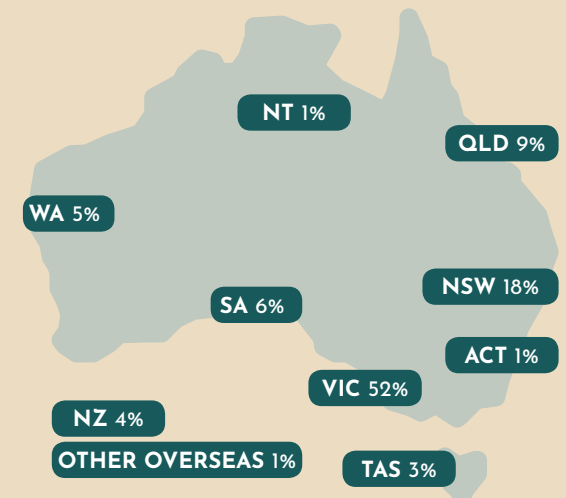 NT 1%
QLD 9%
WA 5%
NSW 18%
SA 6%
ACT 1%
VIC 52%
NZ 4%
OTHER OVERSEAS 1%
TAS 3%